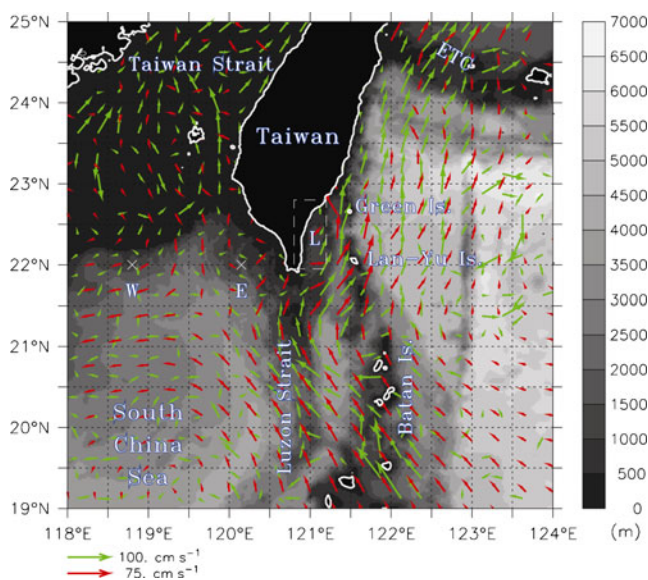 25°N
24°N
23°N
22°N
21°N
20°N
19°N
118°E
119°E
120°E
121°E
122°E
123°E
124°E
Taiwan Strait
ETC
Taiwan
Green Is.
L
Lan-Yu Is.
W
E
Luzon Strait
Batan Is.
South
China
Sea
7000
6500
6000
5500
5000
4500
4000
3500
3000
2500
2000
1500
1000
500
0
(m)
100. cm s⁻¹
75. cm s⁻¹